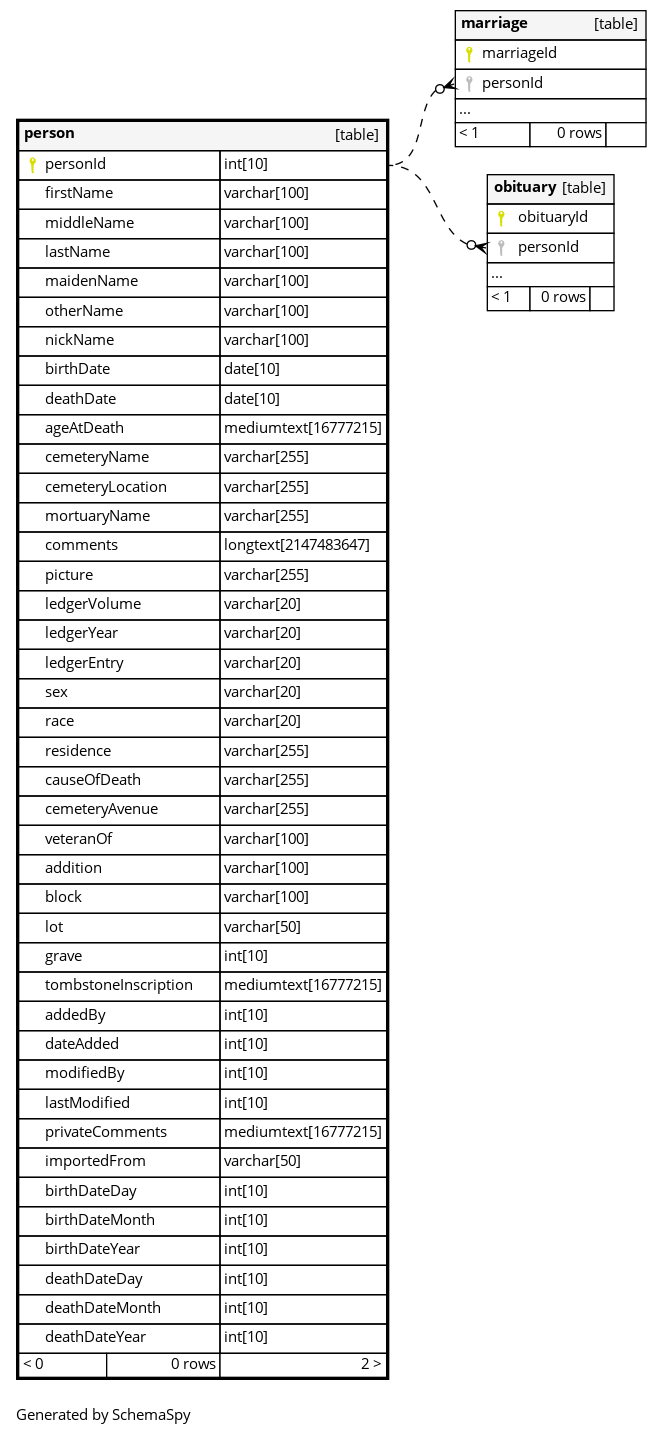 marriage [table]
marriageId
personId
...
< 1 0 rows
person [table]
personId int[10]
firstName varchar[100]
middleName varchar[100]
lastName varchar[100]
maidenName varchar[100]
otherName varchar[100]
nickName varchar[100]
birthDate date[10]
deathDate date[10]
ageAtDeath mediumtext[16777215]
cemeteryName varchar[255]
cemeteryLocation varchar[255]
mortuaryName varchar[255]
comments longtext[2147483647]
picture varchar[255]
ledgerVolume varchar[20]
ledgerYear varchar[20]
ledgerEntry varchar[20]
sex varchar[20]
race varchar[20]
residence varchar[255]
causeOfDeath varchar[255]
cemeteryAvenue varchar[255]
veteranOf varchar[100]
addition varchar[100]
block varchar[100]
lot varchar[50]
grave int[10]
tombstoneInscription mediumtext[16777215]
addedBy int[10]
dateAdded int[10]
modifiedBy int[10]
lastModified int[10]
privateComments mediumtext[16777215]
importedFrom varchar[50]
birthDateDay int[10]
birthDateMonth int[10]
birthDateYear int[10]
deathDateDay int[10]
deathDateMonth int[10]
deathDateYear int[10]
< 0 0 rows 2 >
obituary [table]
obituaryId
personId
...
< 1 0 rows
Generated by SchemaSpy